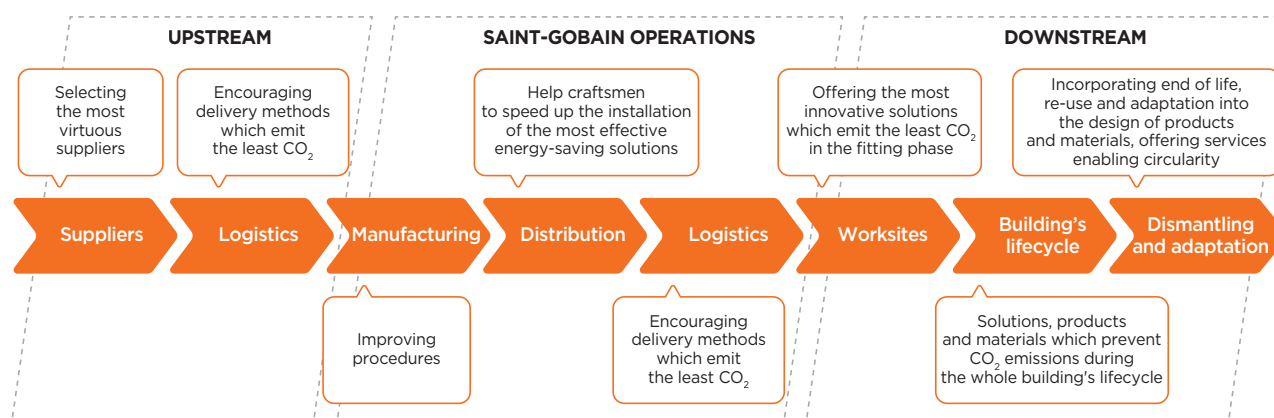 UPSTREAM
SAINT-GOBAIN OPERATIONS
DOWNSTREAM
Selecting
the most
virtuous
suppliers
Encouraging
delivery methods
which emit
the least CO₂
Help craftsmen
to speed up the installation
of the most effective
energy-saving solutions
Offering the most
innovative solutions
which emit the least CO₂
in the fitting phase
Incorporating end of life,
re-use and adaptation into
the design of products
and materials, offering services
enabling circularity
Suppliers
Logistics
Manufacturing
Distribution
Logistics
Worksites
Building's
lifecycle
Dismantling
and adaptation
Improving
procedures
Encouraging
delivery methods
which emit
the least CO₂
Solutions, products
and materials which prevent
CO₂ emissions during
the whole building's lifecycle